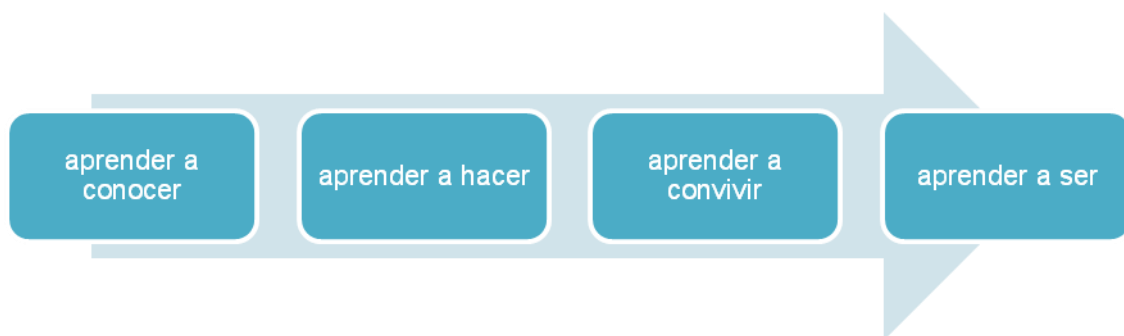 aprender a
conocer
aprender a hacer
aprender a
convivir
aprender a ser